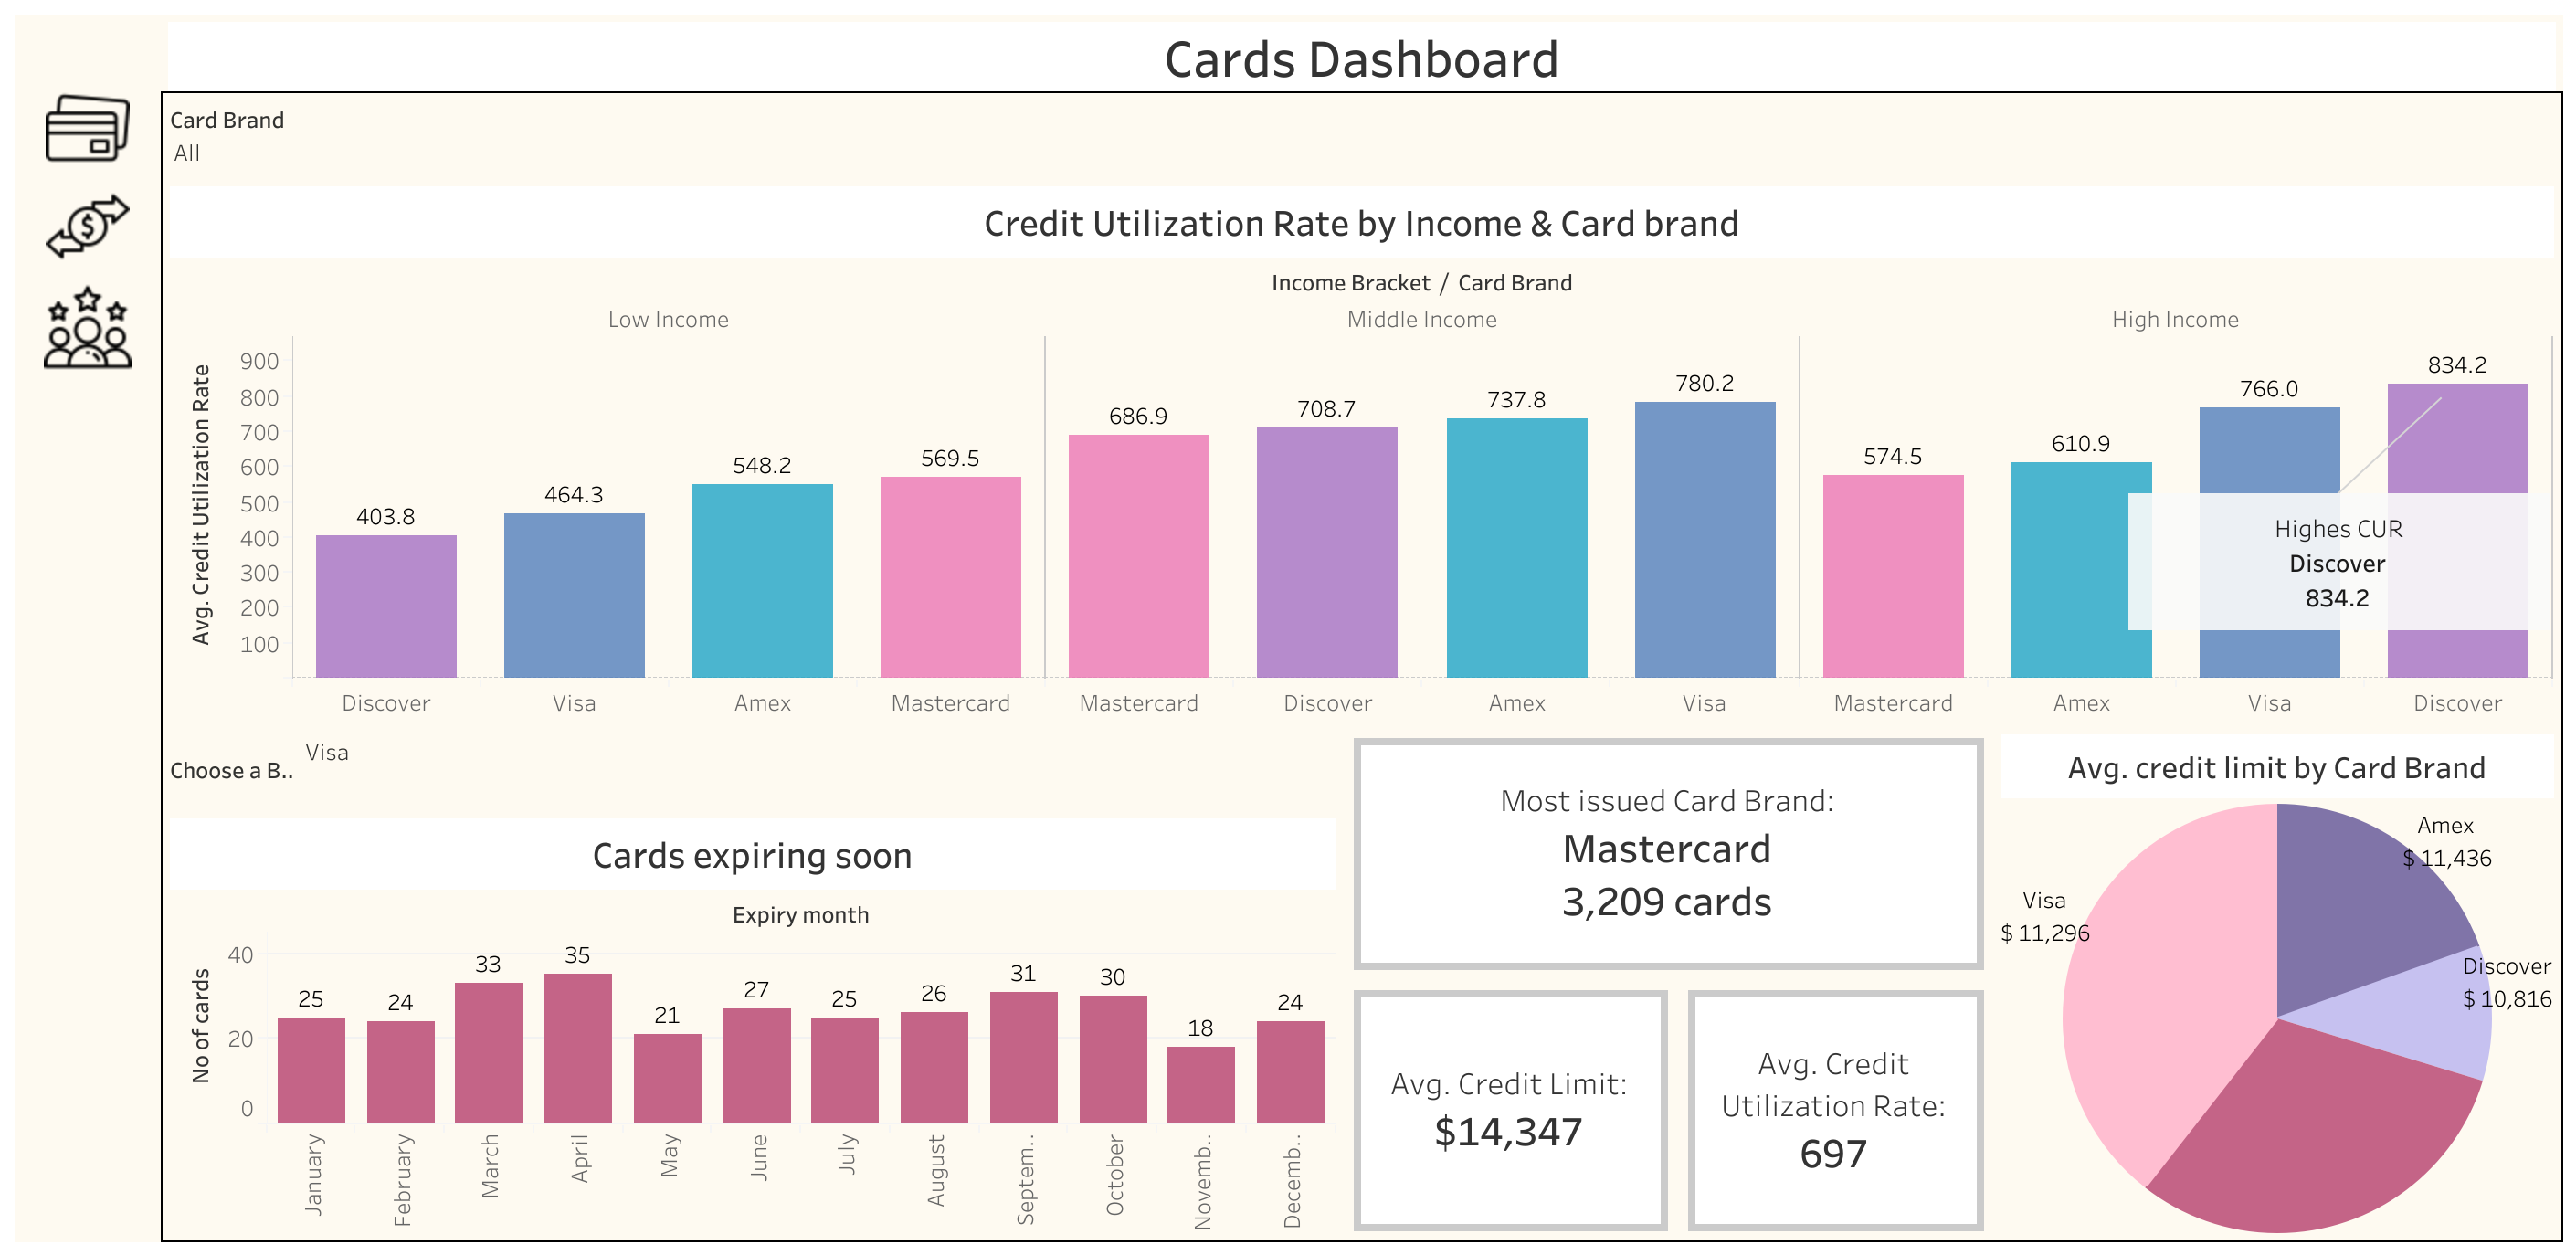 Cards Dashboard
Card Brand
All
Credit Utilization Rate by Income & Card brand
Income Bracket / Card Brand
Low Income
Middle Income
High Income
Avg. Credit Utilization Rate
900
800
700
600
500
400
300
200
100
403.8
464.3
548.2
569.5
686.9
708.7
737.8
780.2
574.5
610.9
766.0
834.2
Highes CUR
Discover
834.2
Discover
Visa
Amex
Mastercard
Mastercard
Discover
Amex
Visa
Mastercard
Amex
Visa
Discover
Choose a B..
Visa
Cards expiring soon
Expiry month
No of cards
40
20
0
25
24
33
35
21
27
25
26
31
30
18
24
January
February
March
April
May
June
July
August
Septem..
October
Novemb..
Decemb..
Most issued Card Brand:
Mastercard
3,209 cards
Avg. Credit Limit:
$14,347
Avg. Credit
Utilization Rate:
697
Avg. credit limit by Card Brand
Amex
$ 11,436
Visa
$ 11,296
Discover
$ 10,816